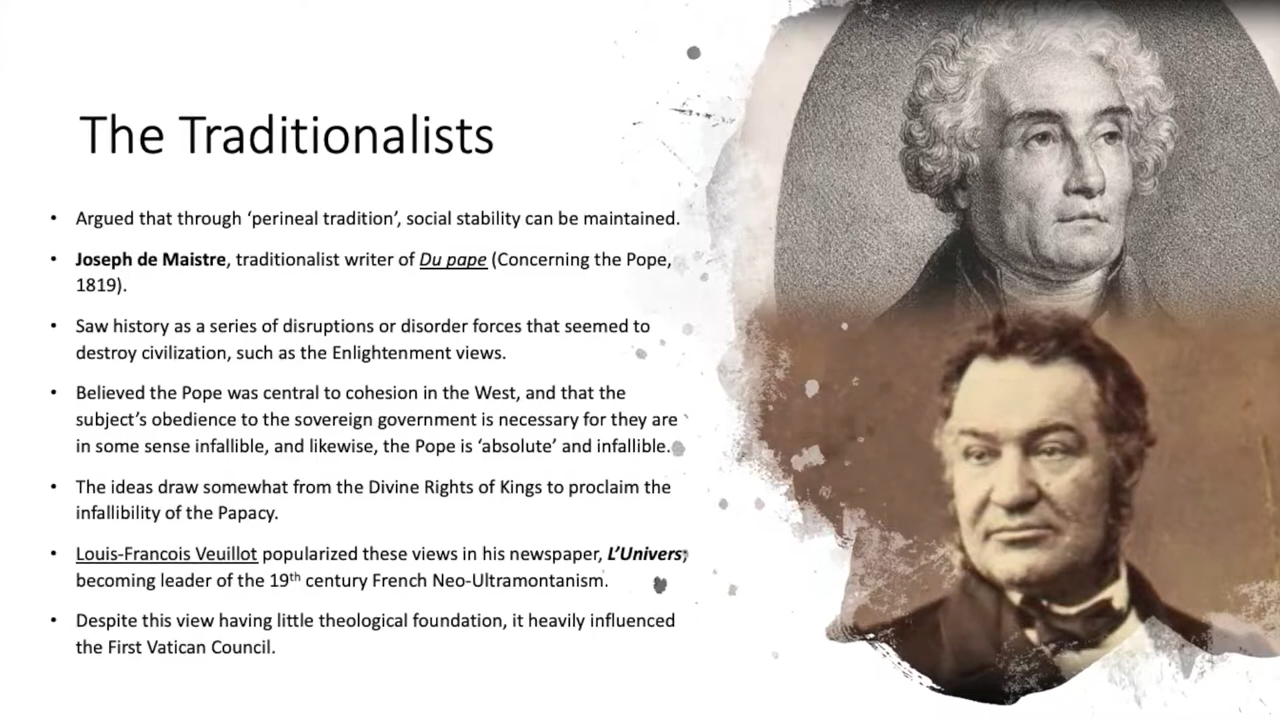 The Traditionalists
• Argued that through ‘perineal tradition’, social stability can be maintained.
• Joseph de Maistre, traditionalist writer of Du pape (Concerning the Pope,
1819).
• Saw history as a series of disruptions or disorder forces that seemed to
destroy civilization, such as the Enlightenment views.
• Believed the Pope was central to cohesion in the West, and that the
subject’s obedience to the sovereign government is necessary for they are
in some sense infallible, and likewise, the Pope is ‘absolute’ and infallible.
• The ideas draw somewhat from the Divine Rights of Kings to proclaim the
infallibility of the Papacy.
• Louis-Francois Veuillot popularized these views in his newspaper, L’Univers,
becoming leader of the 19th century French Neo-Ultramontanism.
• Despite this view having little theological foundation, it heavily influenced
the First Vatican Council.